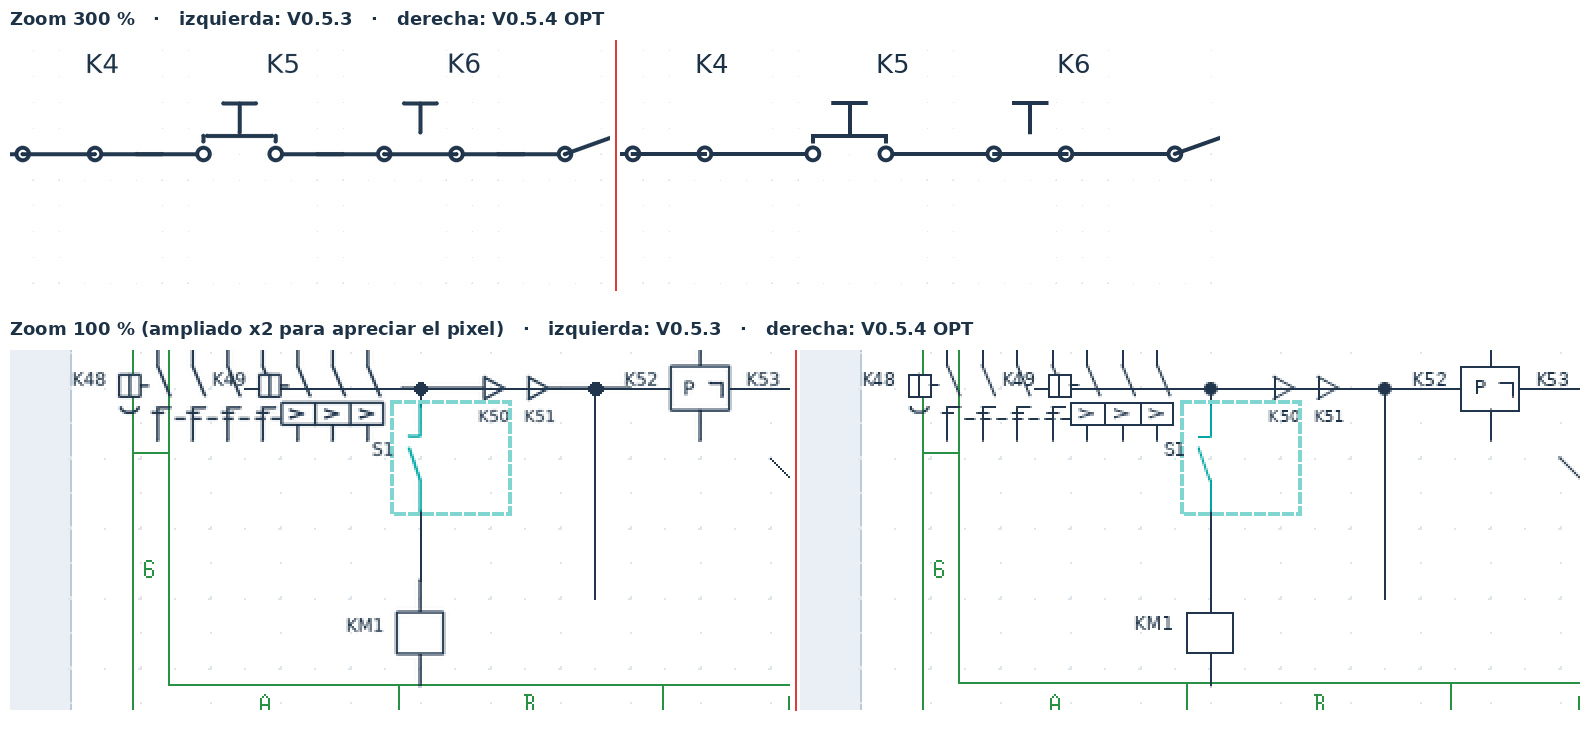 Zoom 300 % · izquierda: V0.5.3 · derecha: V0.5.4 OPT
K4 K5 K6 K4 K5 K6
Zoom 100 % (ampliado x2 para apreciar el pixel) · izquierda: V0.5.3 · derecha: V0.5.4 OPT
K48 K49 K52 P K53 K48 K49 K52 P K53
> > > K50 K51 > > > K50 K51
S1 S1
6 6
KM1 KM1
A B A B